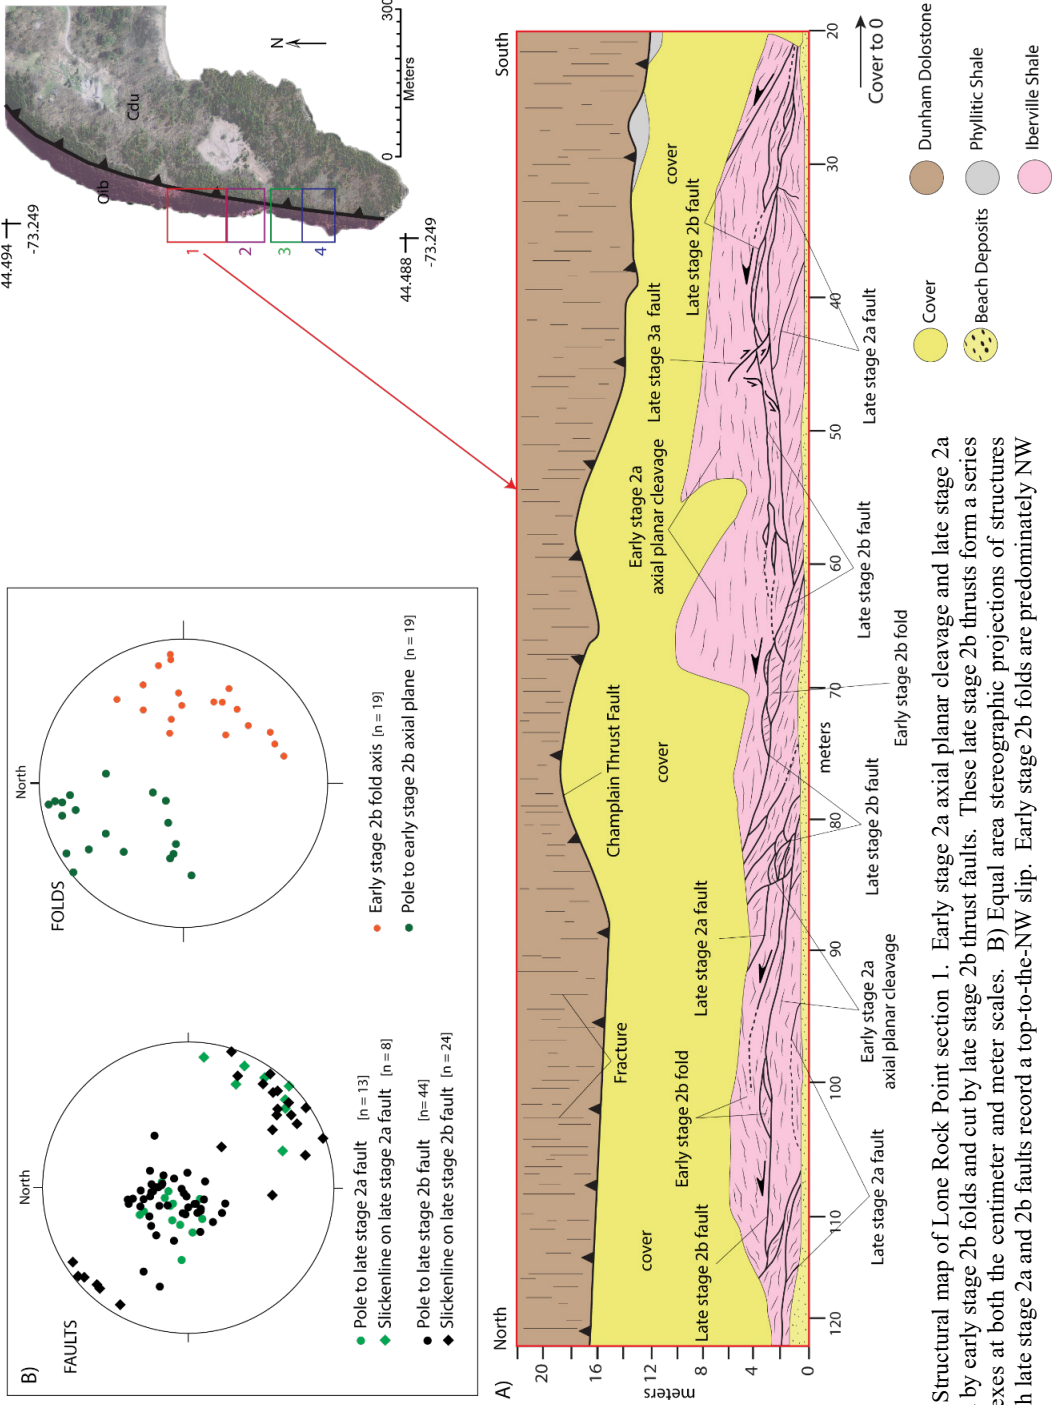 B)
FAULTS
North
Pole to late stage 2a fault [n = 13]
Slickenline on late stage 2a fault [n = 8]
Pole to late stage 2b fault [n = 44]
Slickenline on late stage 2b fault [n = 24]
FOLDS
North
Early stage 2b fold axis [n = 19]
Pole to early stage 2b axial plane [n = 19]
44.494
-73.249
Oib
Cdu
N
1
2
3
4
44.488
-73.249
0
300
Meters
A)
North
South
20
16
12
8
4
0
meters
Fracture
Champlain Thrust Fault
cover
cover
cover
Early stage 2a
axial planar cleavage
Late stage 3a fault
Late stage 2b fault
Late stage 2b fault
Early stage 2b fold
Late stage 2a fault
120
110
100
90
80
70
60
50
40
30
20
meters
Cover to 0
Late stage 2a fault
Early stage 2a
axial planar cleavage
Late stage 2b fault
Early stage 2b fold
Late stage 2b fault
Late stage 2a fault
Cover
Beach Deposits
Dunham Dolostone
Phyllitic Shale
Iberville Shale
Structural map of Lone Rock Point section 1. Early stage 2a axial planar cleavage and late stage 2a
by early stage 2b folds and cut by late stage 2b thrust faults. These late stage 2b thrusts form a series
exes at both the centimeter and meter scales. B) Equal area stereographic projections of structures
h late stage 2a and 2b faults record a top-to-the-NW slip. Early stage 2b folds are predominately NW